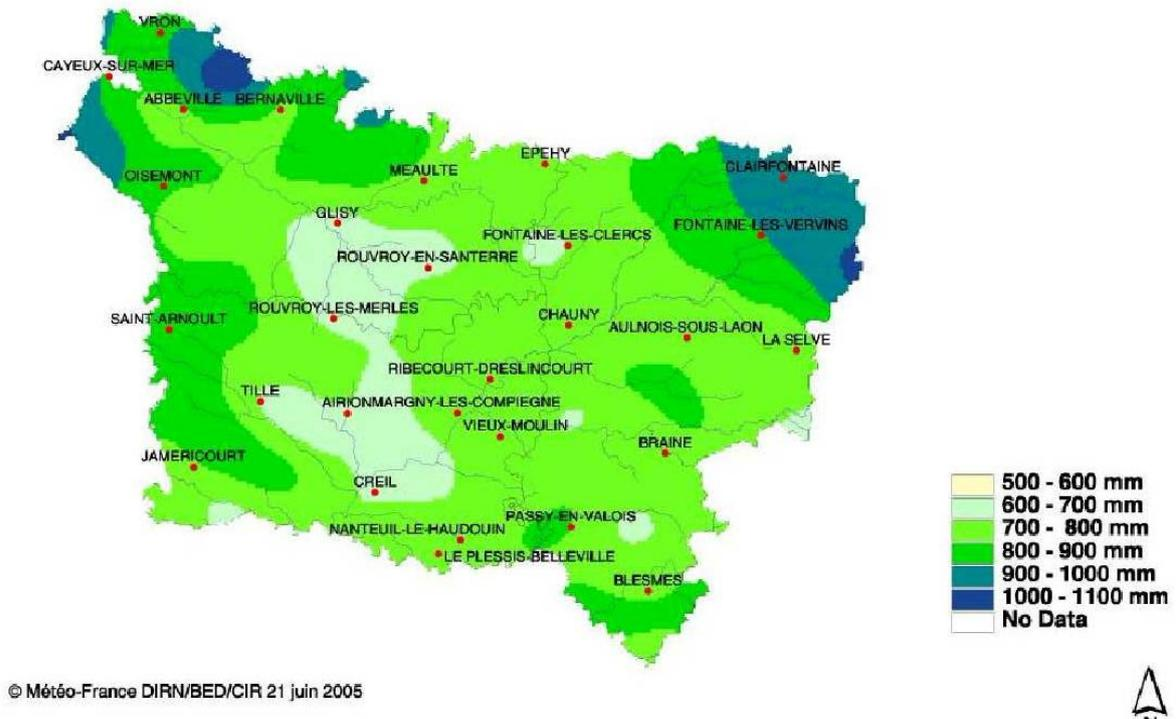 VRON
CAYEUX-SUR-MER
ABBEVILLE BERNAVILLE
EPEHY
CLAIRFONTAINE
OISEMONT
MEAULTE
GLISY
FONTAINE-LES-VERVINS
FONTAINE-LES-CLERCS
ROUVROY-EN-SANTERRE
ROUVROY-LES-MERLES
SAINT-ARNOULT
CHAUNY
AULNOIS-SOUS-LAON
LA SELVE
RIBECOURT-DRESLINCOURT
TILLE
AIRIONMARGNY-LES-COMPIEGNE
VIEUX-MOULIN
BRAINE
JAMERICOURT
CREIL
PASSY-EN-VALOIS
NANTEUIL-LE-HAUDOUIN
LE PLESSIS-BELLEVILLE
BLESMES
500 - 600 mm
600 - 700 mm
700 - 800 mm
800 - 900 mm
900 - 1000 mm
1000 - 1100 mm
No Data
© Météo-France DIRN/BED/CIR 21 juin 2005